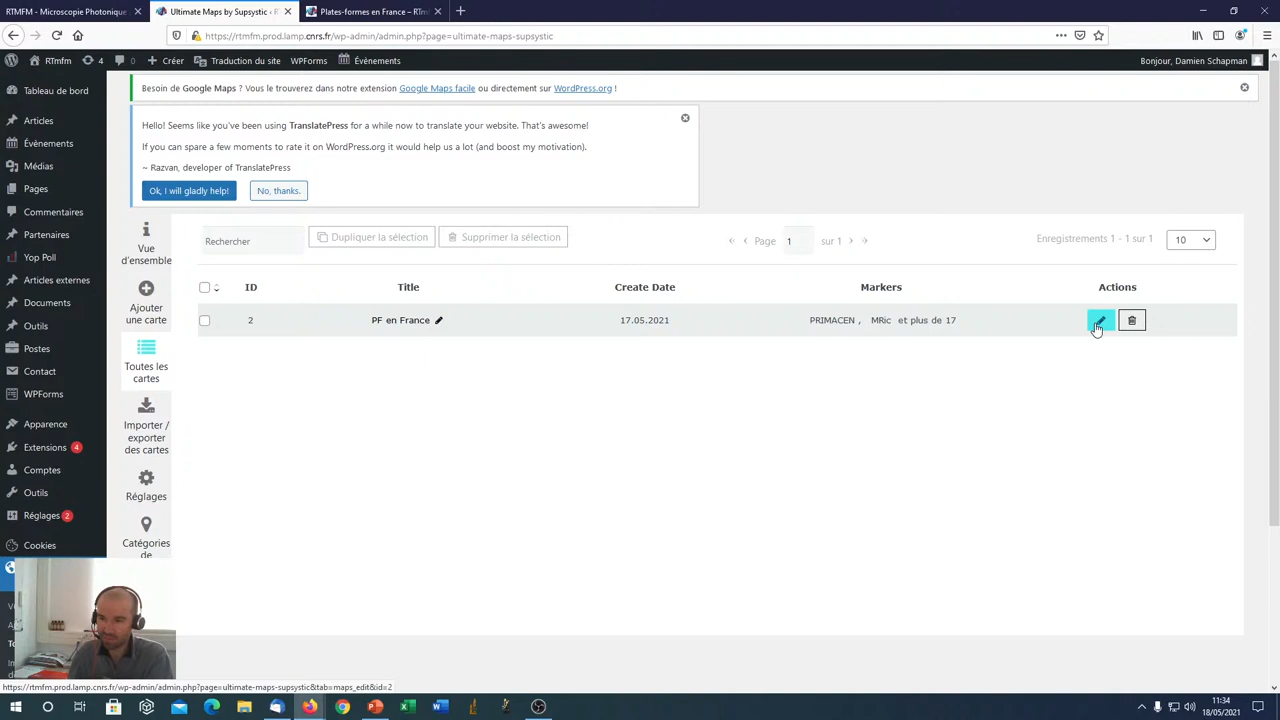 RTMFM – Microscopie Photonique
Ultimate Maps by Supsystic ‹ R
Plates-formes en France – RTm
https://rtmfm.prod.lamp.cnrs.fr/wp-admin/admin.php?page=ultimate-maps-supsystic
RTmfm 4 0 Créer Traduction du site WPForms Évènements Bonjour, Damien Schapman
Tableau de bord
Articles
Évènements
Médias
Pages
Commentaires
Partenaires
Yop Poll
Articles externes
Documents
Outils
Postes
Contact
WPForms
Apparence
Extensions 4
Comptes
Outils
Réglages 2
Cookies
Besoin de Google Maps ? Vous le trouverez dans notre extension Google Maps facile ou directement sur WordPress.org !
Hello! Seems like you've been using TranslatePress for a while now to translate your website. That's awesome!
If you can spare a few moments to rate it on WordPress.org it would help us a lot (and boost my motivation).
~ Razvan, developer of TranslatePress
Ok, I will gladly help! No, thanks.
Vue
d'ensemble
Ajouter
une carte
Toutes les
cartes
Importer /
exporter
des cartes
Réglages
Catégories
de
Rechercher Dupliquer la sélection Supprimer la sélection Page 1 sur 1 Enregistrements 1 - 1 sur 1 10
ID Title Create Date Markers Actions
2 PF en France 17.05.2021 PRIMACEN , MRic et plus de 17
https://rtmfm.prod.lamp.cnrs.fr/wp-admin/admin.php?page=ultimate-maps-supsystic&tab=maps_edit&id=2
11:34
18/05/2021